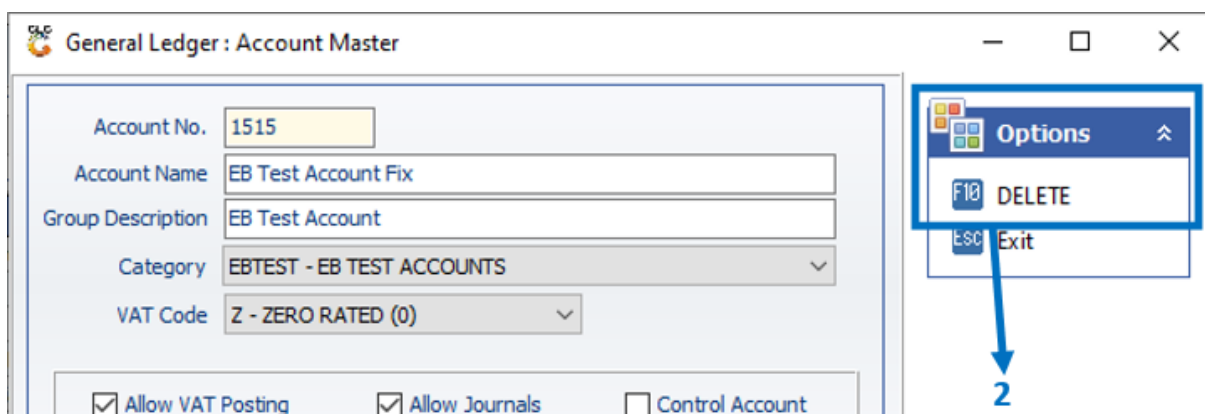 General Ledger : Account Master
Account No. 1515
Account Name EB Test Account Fix
Group Description EB Test Account
Category EBTEST - EB TEST ACCOUNTS
VAT Code Z - ZERO RATED (0)
Allow VAT Posting Allow Journals Control Account
Options
F10 DELETE
ESC Exit
2